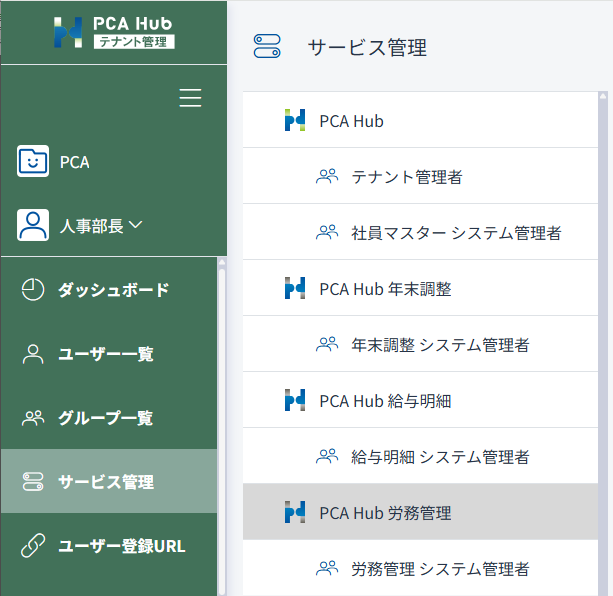 PCA Hub
テナント管理
PCA
人事部長
ダッシュボード
ユーザー一覧
グループ一覧
サービス管理
ユーザー登録URL
サービス管理
PCA Hub
テナント管理者
社員マスター システム管理者
PCA Hub 年末調整
年末調整 システム管理者
PCA Hub 給与明細
給与明細 システム管理者
PCA Hub 労務管理
労務管理 システム管理者